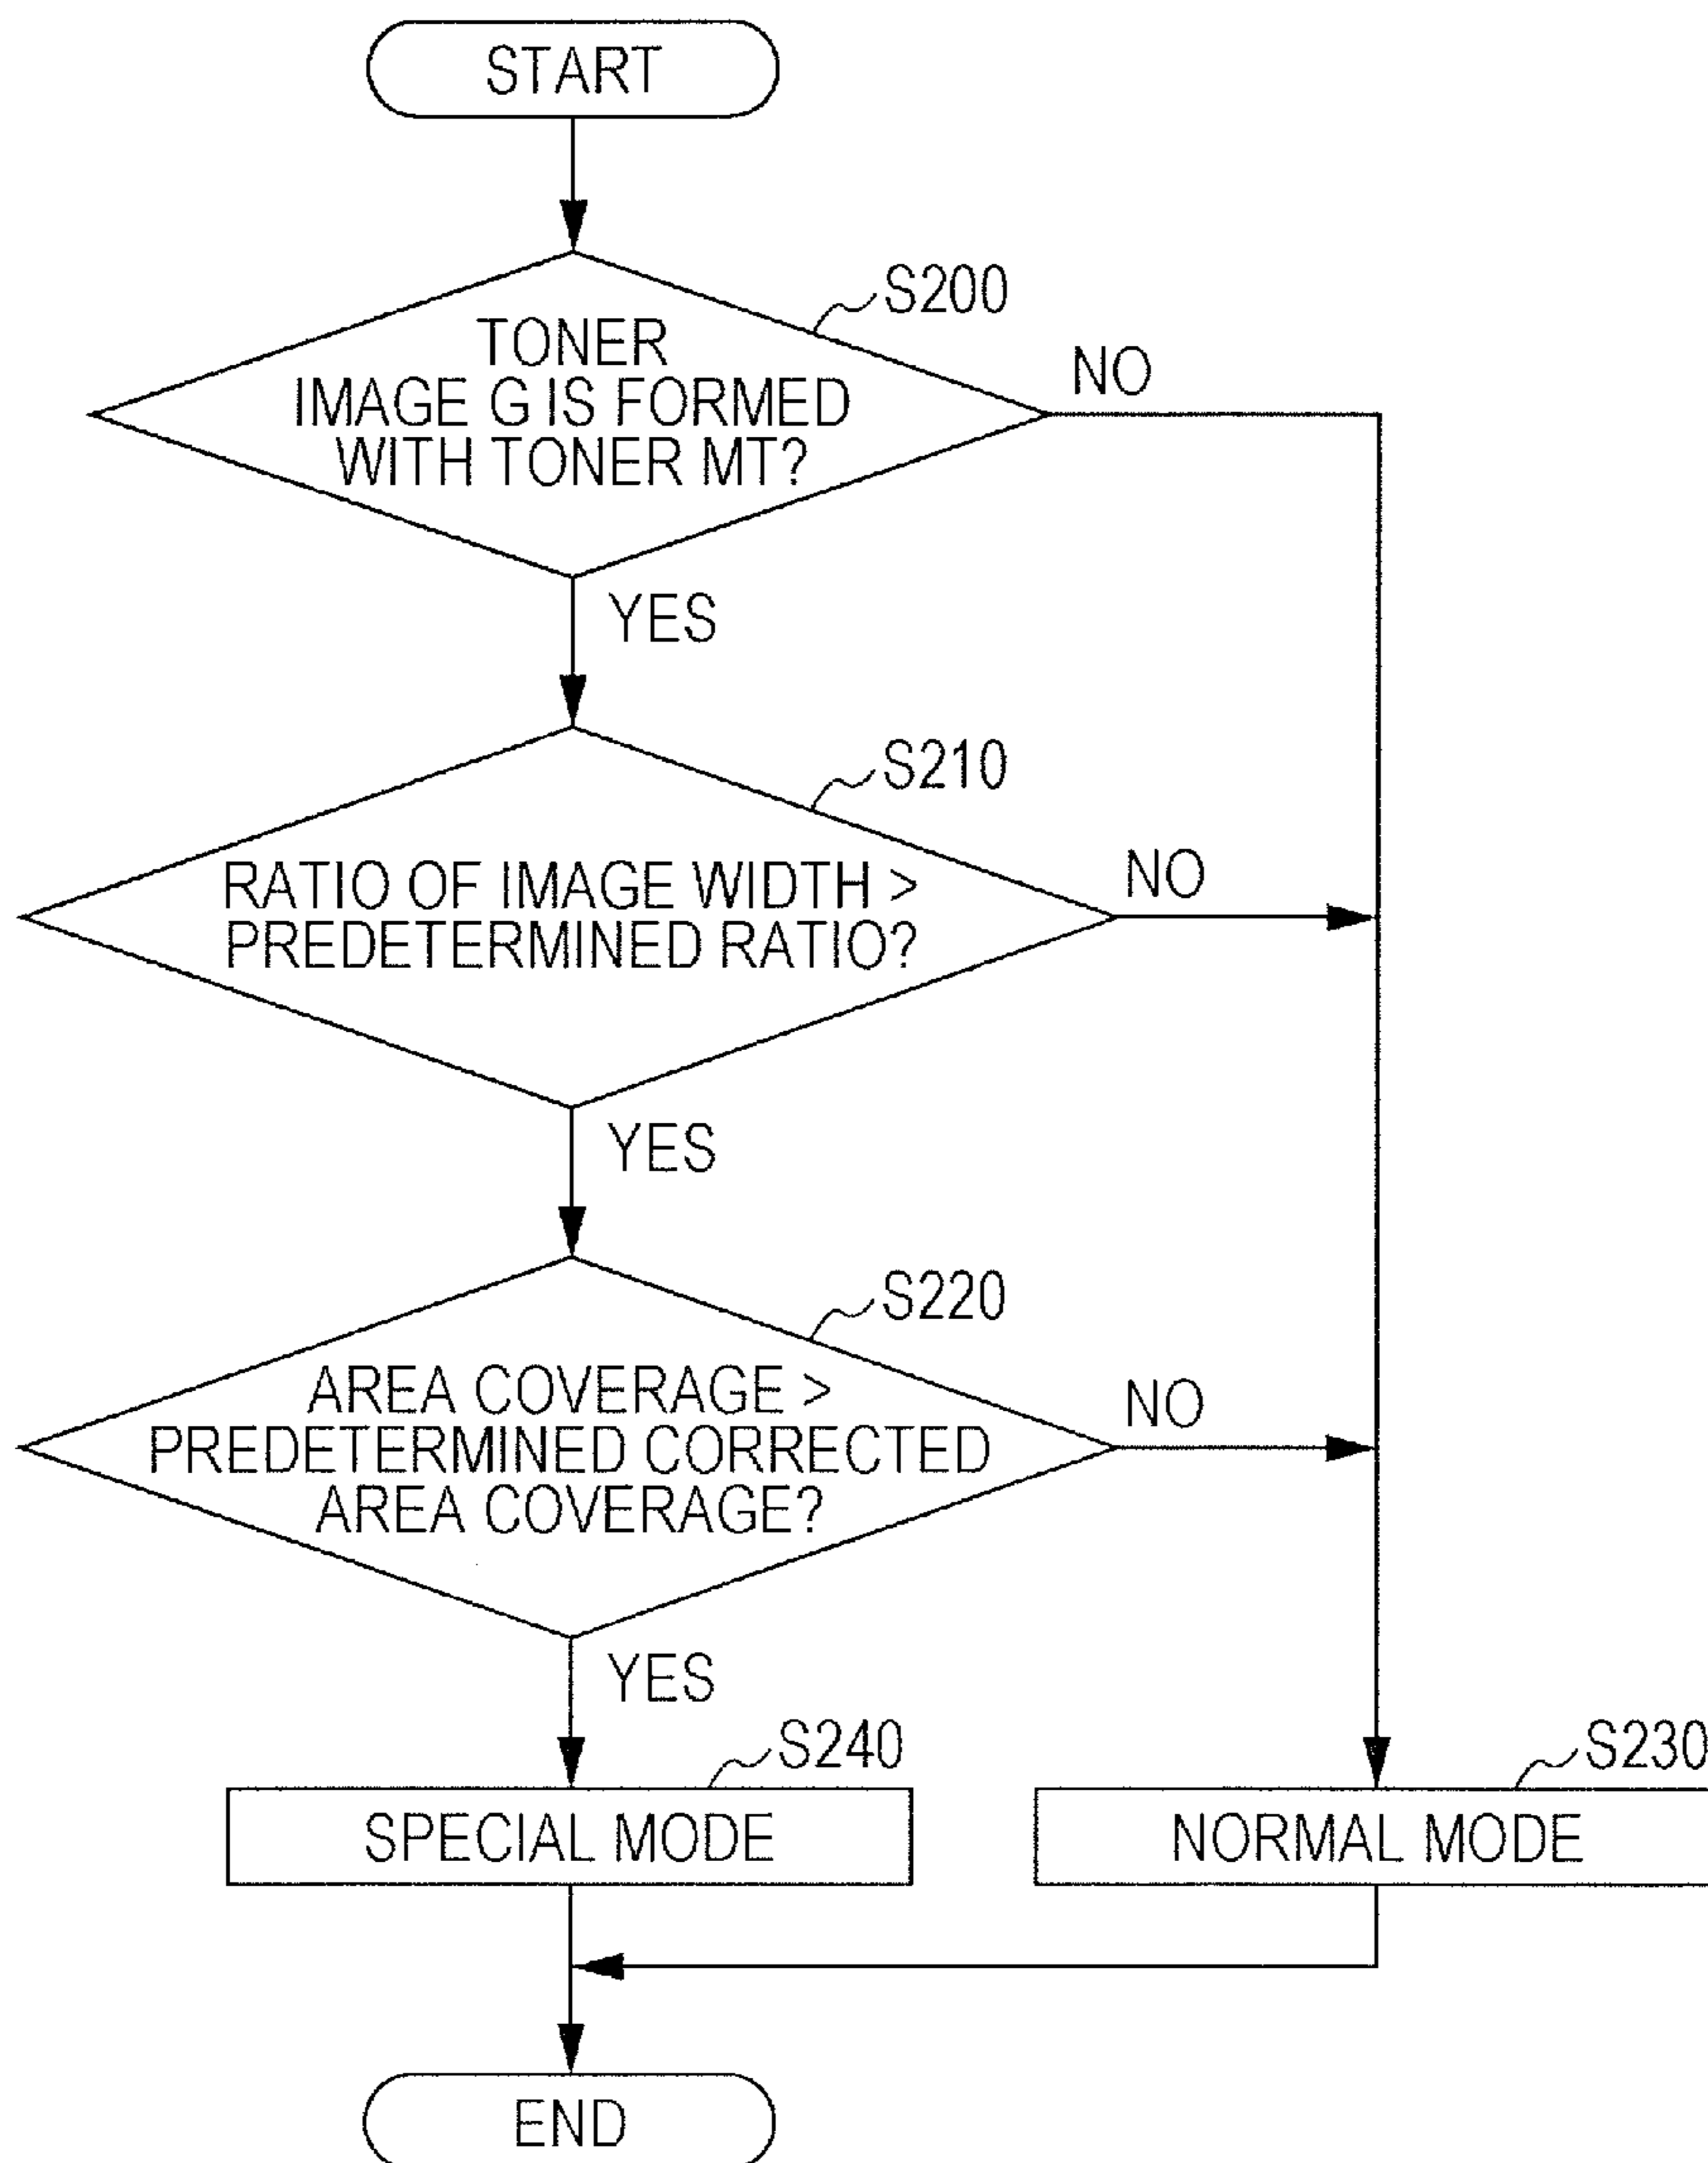 START
S200
TONER
IMAGE G IS FORMED
WITH TONER MT?
NO
YES
S210
RATIO OF IMAGE WIDTH >
PREDETERMINED RATIO?
NO
YES
S220
AREA COVERAGE >
PREDETERMINED CORRECTED
AREA COVERAGE?
NO
YES
S240
SPECIAL MODE
S230
NORMAL MODE
END